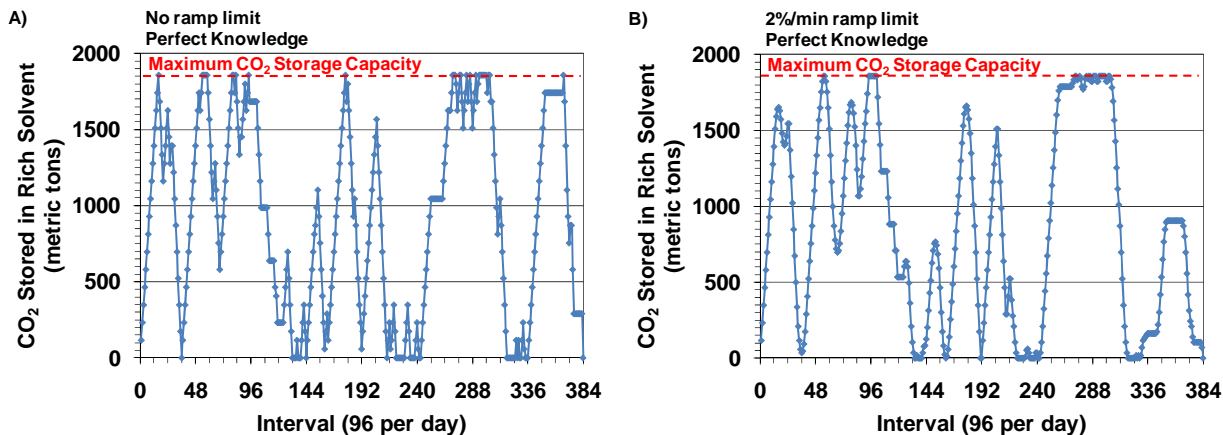 A)
No ramp limit
Perfect Knowledge
Maximum CO2 Storage Capacity
CO2 Stored in Rich Solvent
(metric tons)
2000
1500
1000
500
0
0 48 96 144 192 240 288 336 384
Interval (96 per day)
B)
2%/min ramp limit
Perfect Knowledge
Maximum CO2 Storage Capacity
CO2 Stored in Rich Solvent
(metric tons)
2000
1500
1000
500
0
0 48 96 144 192 240 288 336 384
Interval (96 per day)